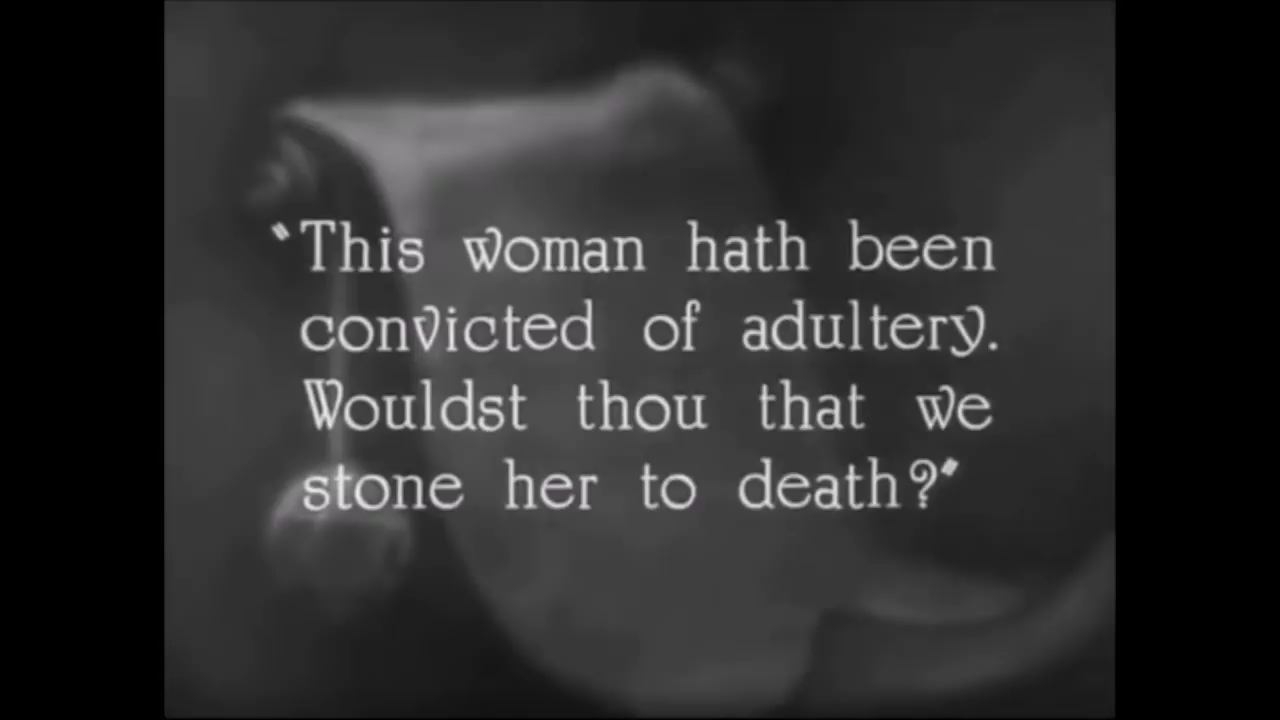 "This woman hath been
convicted of adultery.
Wouldst thou that we
stone her to death?"